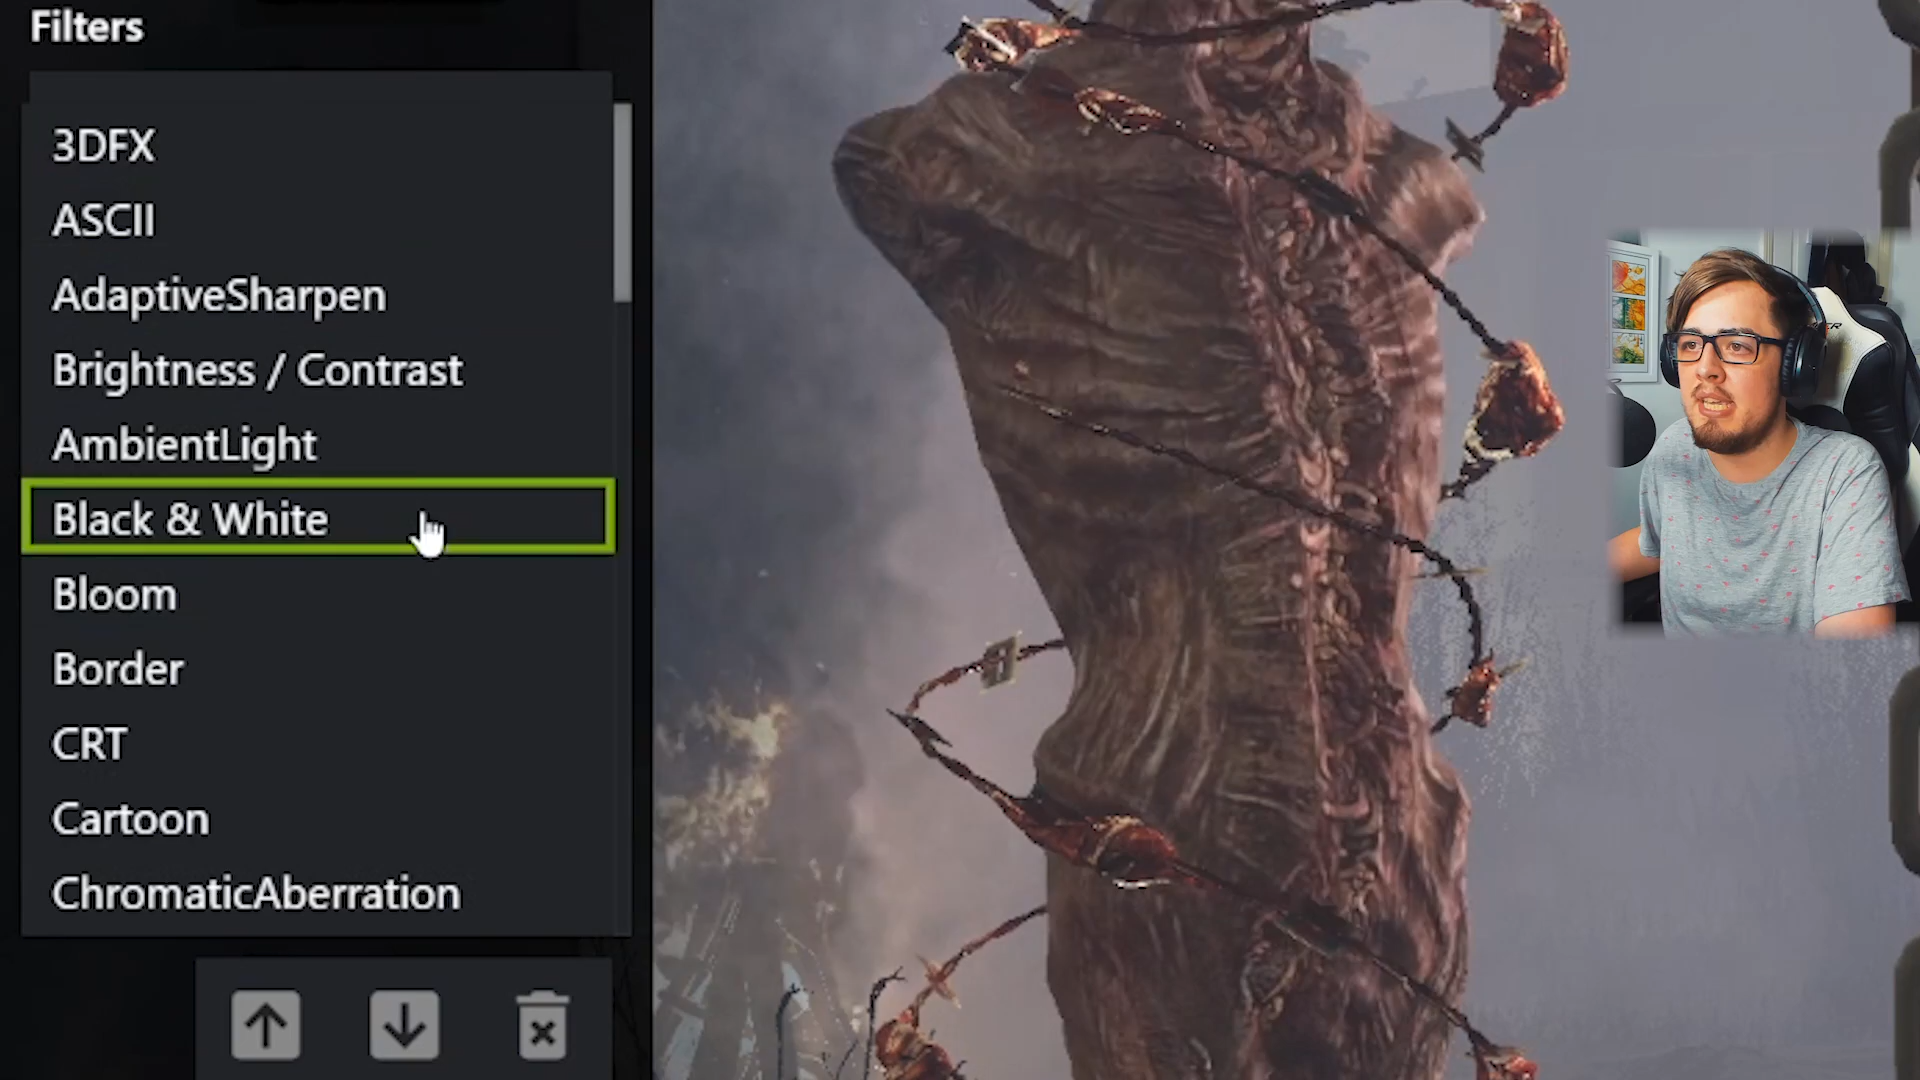 Filters
3DFX
ASCII
AdaptiveSharpen
Brightness / Contrast
AmbientLight
Black & White
Bloom
Border
CRT
Cartoon
ChromaticAberration